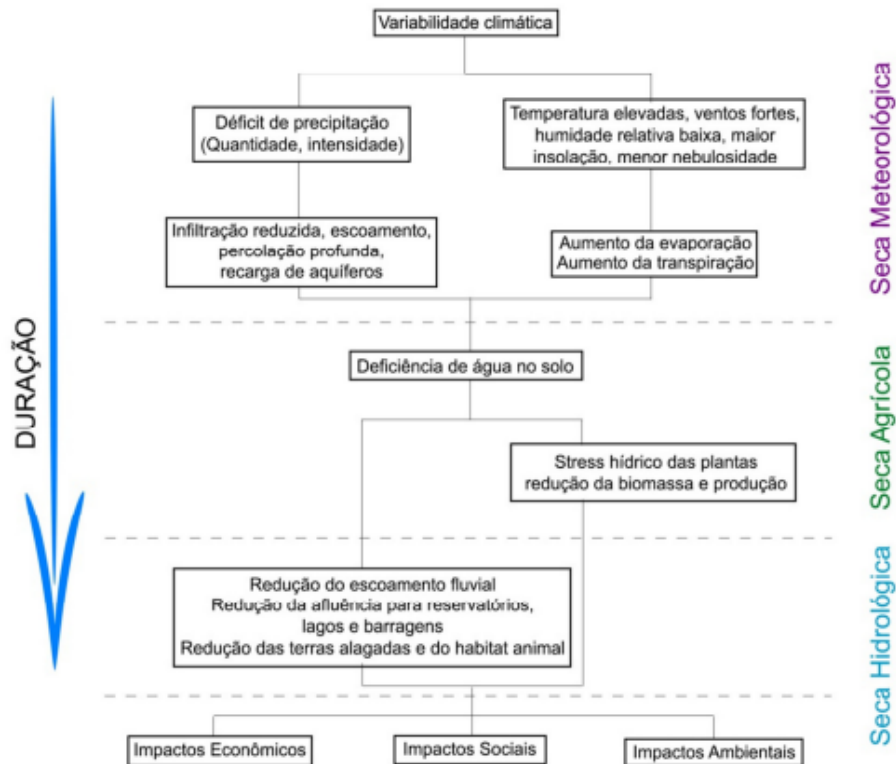 Variabilidade climática
Déficit de precipitação
(Quantidade, intensidade)
Temperatura elevadas, ventos fortes,
humidade relativa baixa, maior
insolação, menor nebulosidade
Infiltração reduzida, escoamento,
percolação profunda,
recarga de aquíferos
Aumento da evaporação
Aumento da transpiração
Seca Meteorológica
DURAÇÃO
Deficiência de água no solo
Stress hídrico das plantas
redução da biomassa e produção
Seca Agrícola
Redução do escoamento fluvial
Redução da afluência para reservatórios,
lagos e barragens
Redução das terras alagadas e do habitat animal
Seca Hidrológica
Impactos Econômicos
Impactos Sociais
Impactos Ambientais